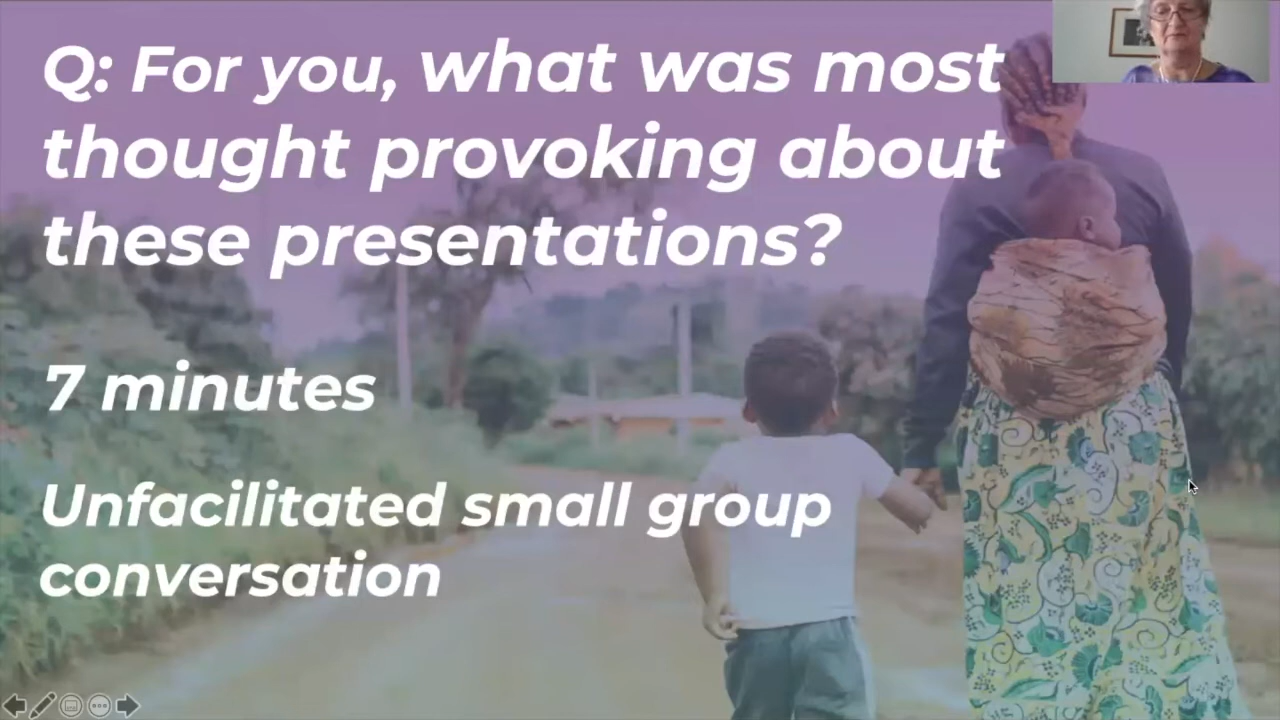 Q: For you, what was most
thought provoking about
these presentations?
7 minutes
Unfacilitated small group
conversation